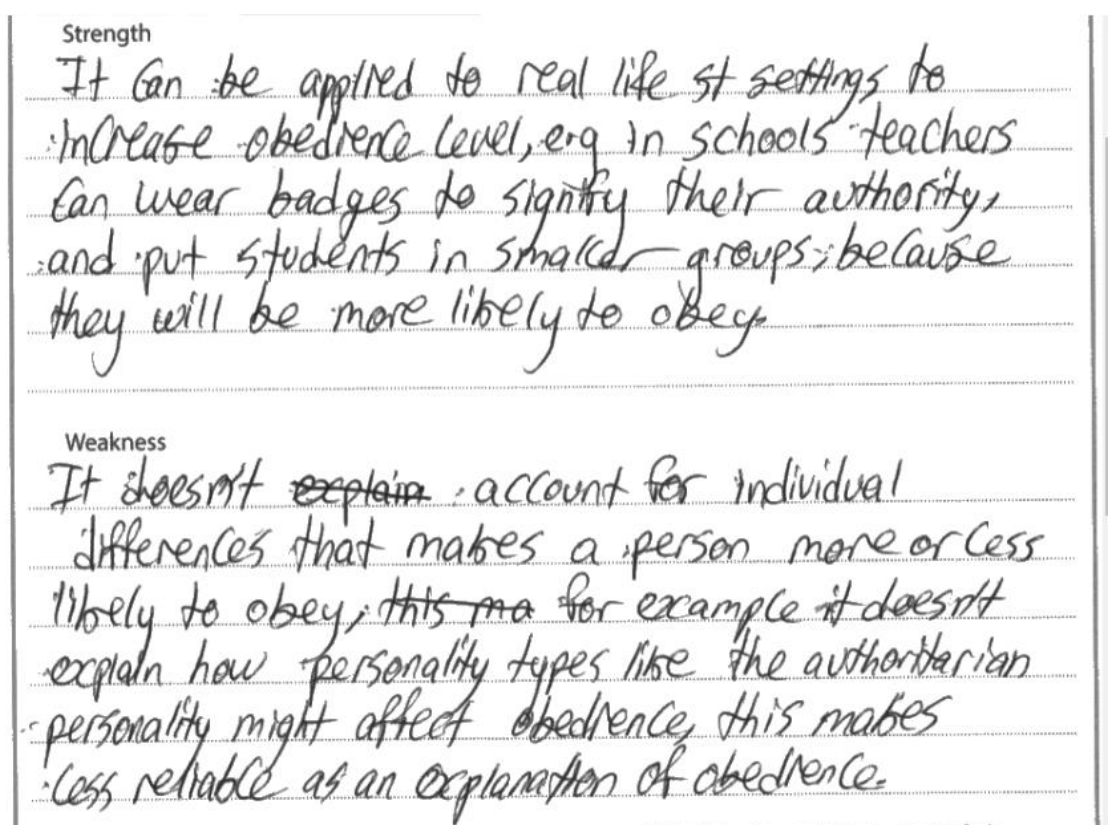 Strength
It can be applied to real life st settings to
increase obedience level, e.g in schools teachers
can wear badges to signify their authority,
and put students in smaller groups, because
they will be more likely to obey.
Weakness
It doesn't explain account for individual
differences that makes a person more or less
likely to obey, this ma for example it doesn't
explain how personality types like the authoritarian
personality might affect obedience, this makes
less reliable as an explanation of obedience.